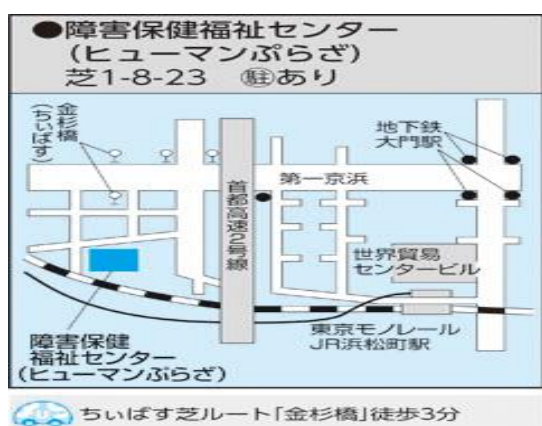 ●障害保健福祉センター
(ヒューマンぷらざ)
芝1-8-23 ㊟あり
金杉橋
(ちぃばす)
地下鉄
大門駅
第一京浜
首都高速2号線
世界貿易
センタービル
東京モノレール
JR浜松町駅
障害保健
福祉センター
(ヒューマンぷらざ)
ちぃばす芝ルート「金杉橋」徒歩3分